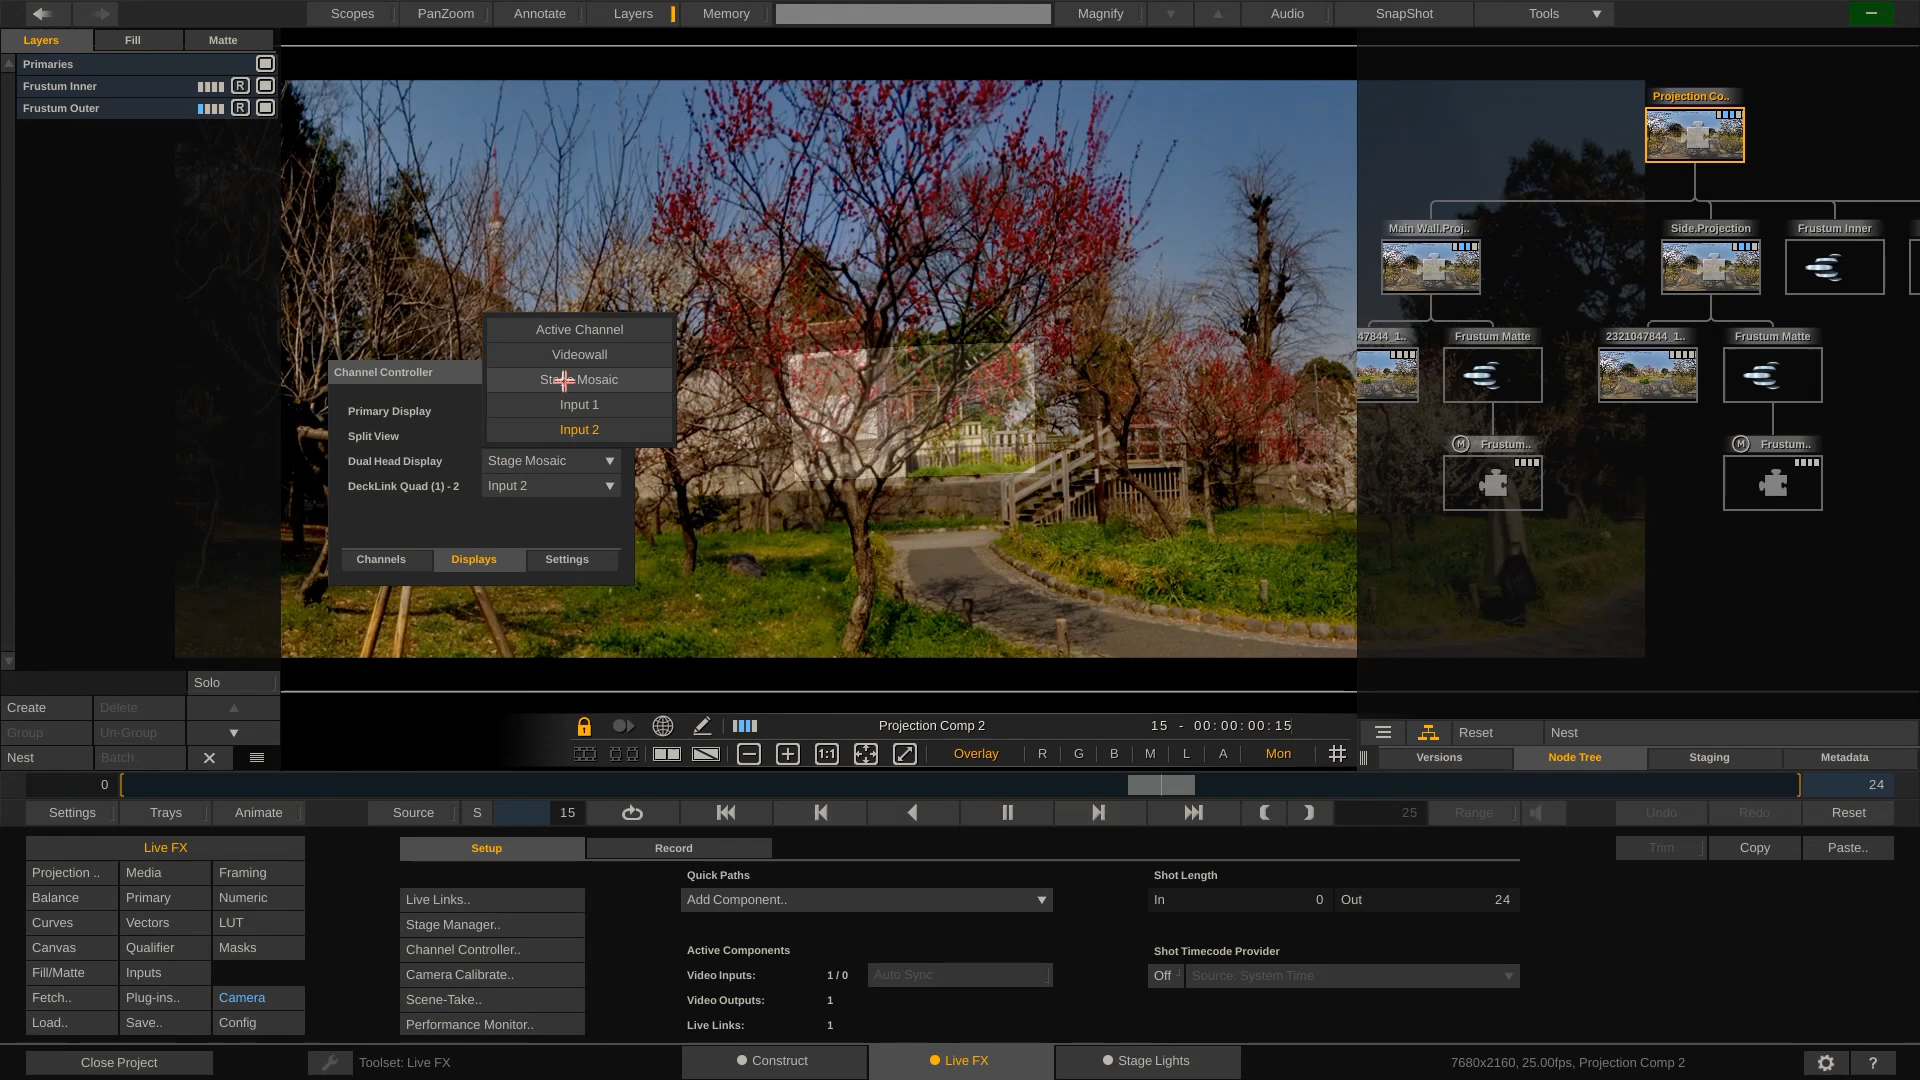 Scopes PanZoom Annotate Layers Memory Magnify Audio SnapShot Tools
Layers Fill Matte
Primaries
Frustum Inner R
Frustum Outer R
Projection Co..
Main Wall.Proj.. Side.Projection Frustum Inner
47844_1.. Frustum Matte 2321047844_1.. Frustum Matte
M Frustum.. M Frustum..
Active Channel
Videowall
Stage Mosaic
Input 1
Input 2
Channel Controller
Primary Display
Split View
Dual Head Display Stage Mosaic
DeckLink Quad (1) - 2 Input 2
Channels Displays Settings
Solo
Create Delete
Group Un-Group
Nest Batch..
Projection Comp 2 15 - 00:00:00:15
1:1 Overlay R G B M L A Mon
Reset Nest
Versions Node Tree Staging Metadata
0 24
Settings Trays Animate Source S 15 25 Range Undo Redo Reset
Live FX
Projection .. Media Framing
Balance Primary Numeric
Curves Vectors LUT
Canvas Qualifier Masks
Fill/Matte Inputs
Fetch.. Plug-ins.. Camera
Load.. Save.. Config
Setup Record
Live Links..
Stage Manager..
Channel Controller..
Camera Calibrate..
Scene-Take..
Performance Monitor..
Quick Paths
Add Component..
Active Components
Video Inputs: 1 / 0 Auto Sync
Video Outputs: 1
Live Links: 1
Shot Length
In 0 Out 24
Shot Timecode Provider
Off Source: System Time
Trim Copy Paste..
Close Project Toolset: Live FX Construct Live FX Stage Lights 7680x2160, 25.00fps, Projection Comp 2 ?